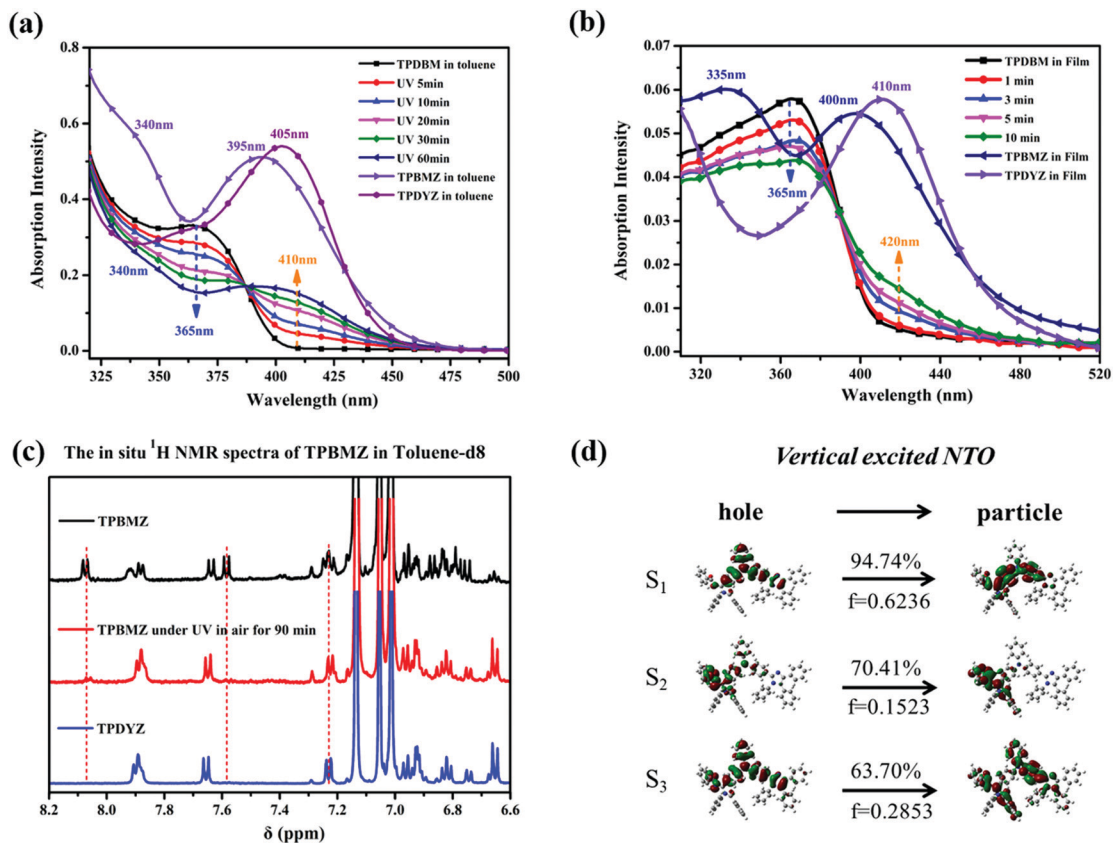 (a)
0.8
0.6
0.4
0.2
0.0
Absorption Intensity
325
350
375
400
425
450
475
500
Wavelength (nm)
TPDBM in toluene
UV 5min
UV 10min
UV 20min
UV 30min
UV 60min
TPBMZ in toluene
TPDYZ in toluene
340nm
395nm
405nm
340nm
365nm
410nm
(b)
0.07
0.06
0.05
0.04
0.03
0.02
0.01
0.00
Absorption Intensity
320
360
400
440
480
520
Wavelength (nm)
TPDBM in Film
1 min
3 min
5 min
10 min
TPBMZ in Film
TPDYZ in Film
335nm
400nm
410nm
365nm
420nm
(c)
The in situ ¹H NMR spectra of TPBMZ in Toluene-d8
TPBMZ
TPBMZ under UV in air for 90 min
TPDYZ
8.2
8.0
7.8
7.6
7.4
7.2
7.0
6.8
6.6
δ (ppm)
(d)
Vertical excited NTO
hole
particle
S₁
94.74%
f=0.6236
S₂
70.41%
f=0.1523
S₃
63.70%
f=0.2853